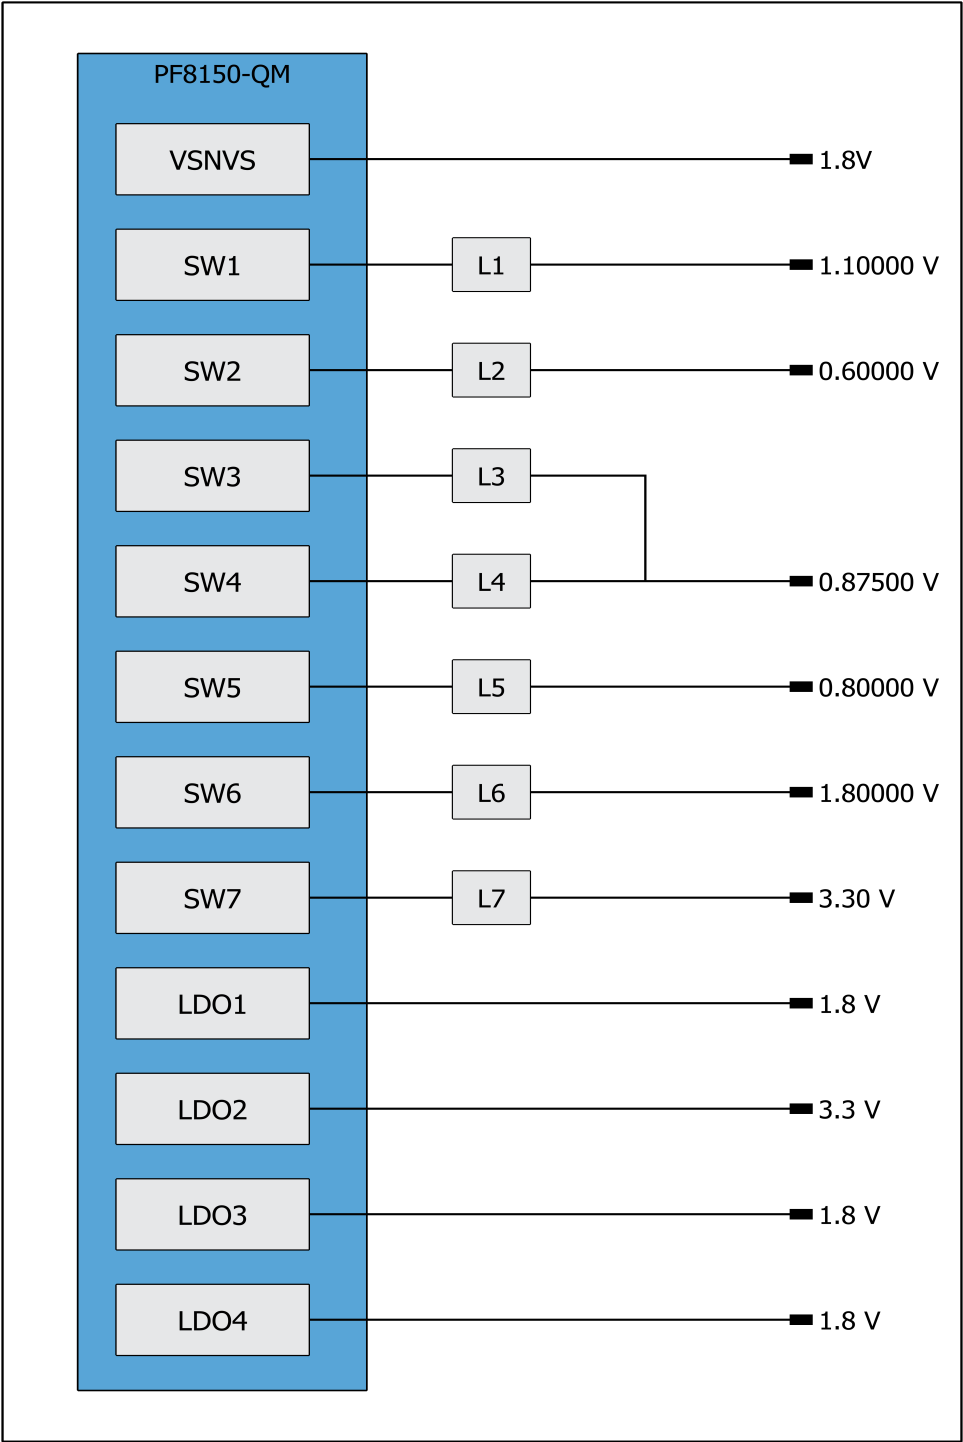 PF8150-QM
VSNVS 1.8V
SW1 L1 1.10000 V
SW2 L2 0.60000 V
SW3 L3
SW4 L4 0.87500 V
SW5 L5 0.80000 V
SW6 L6 1.80000 V
SW7 L7 3.30 V
LDO1 1.8 V
LDO2 3.3 V
LDO3 1.8 V
LDO4 1.8 V